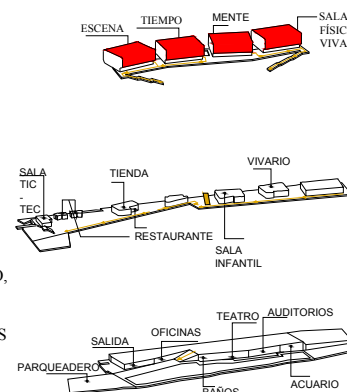 ESCENA
TIEMPO
MENTE
SALA
FÍSIC
VIVA
SALA
TIC
-
TEC
TIENDA
VIVARIO
RESTAURANTE
SALA
INFANTIL
O,
S
TEATRO
AUDITORIOS
OFICINAS
SALIDA
PARQUEADERO
BAÑOS
ACUARIO